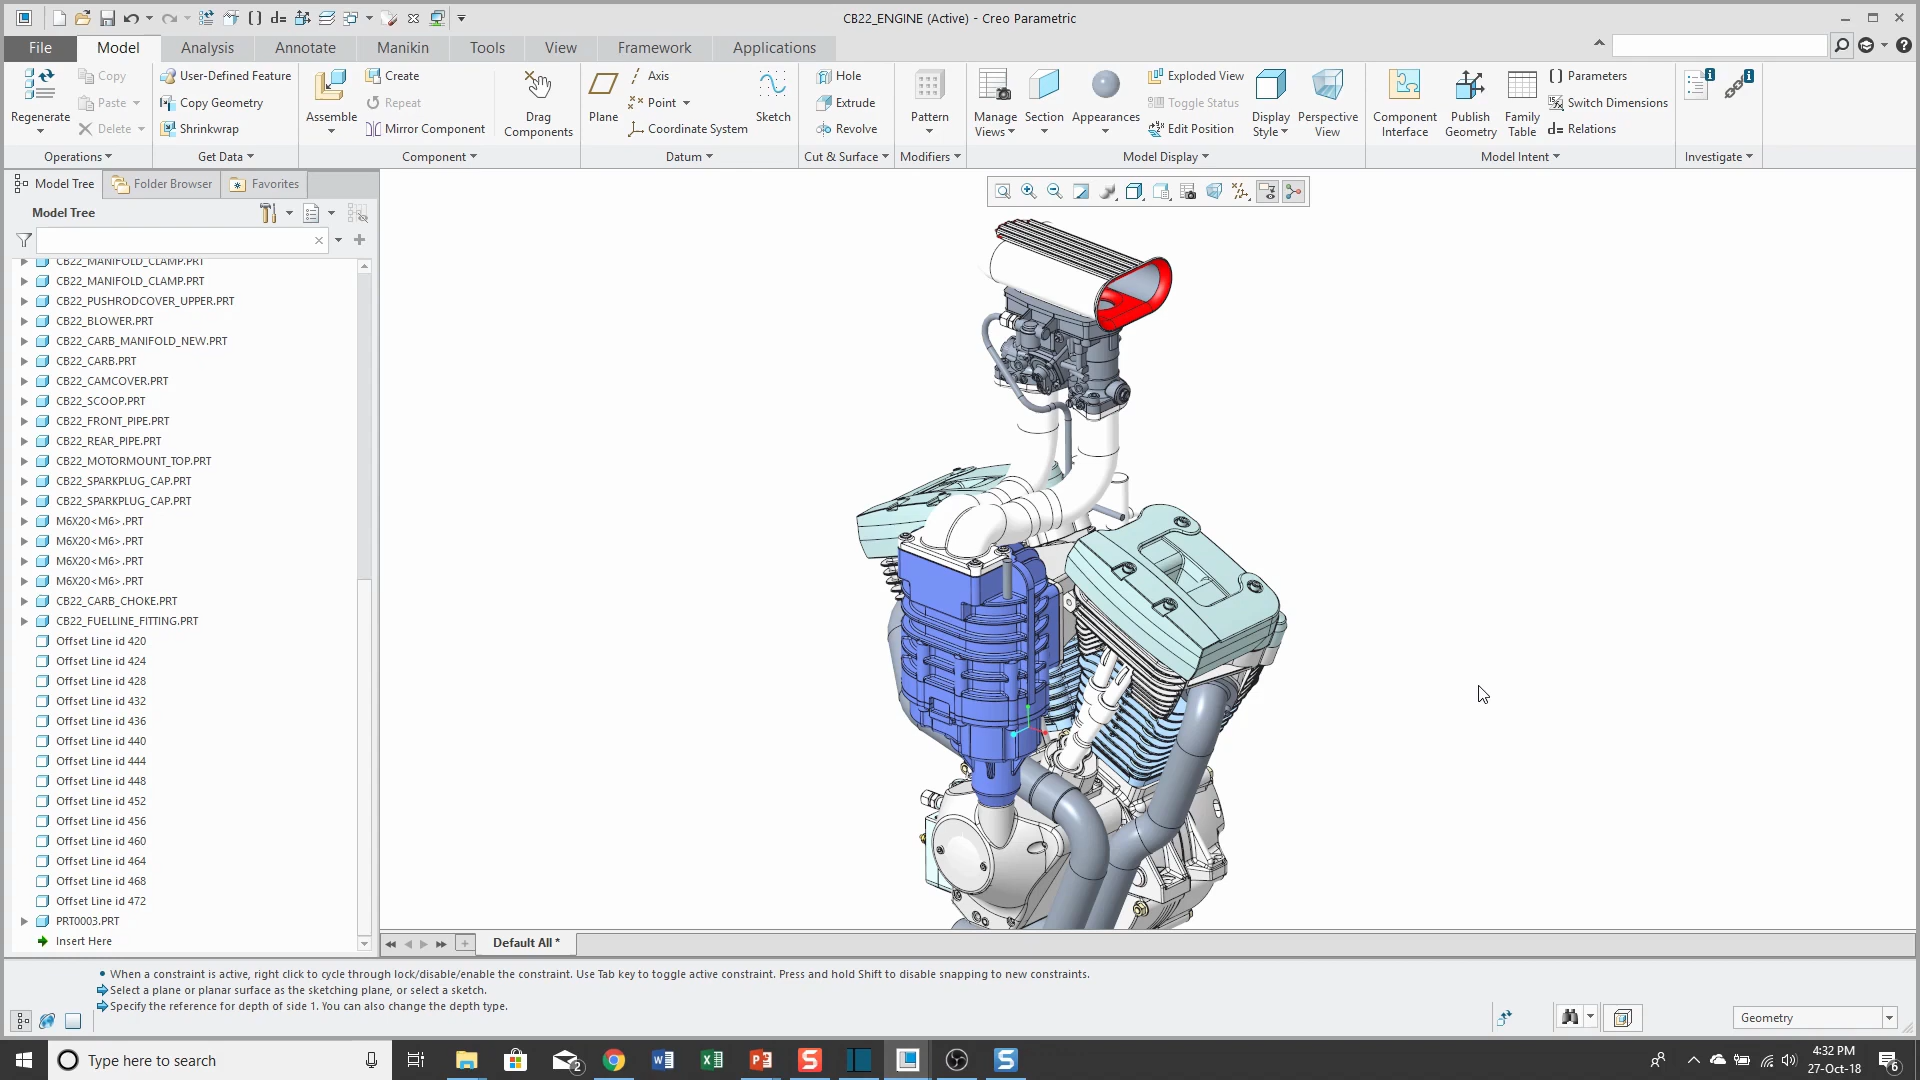 CB22_ENGINE (Active) - Creo Parametric
File
Model
Analysis
Annotate
Manikin
Tools
View
Framework
Applications
Regenerate
Copy
Paste
Delete
Operations
User-Defined Feature
Copy Geometry
Shrinkwrap
Get Data
Assemble
Create
Repeat
Mirror Component
Drag
Components
Component
Plane
Axis
Point
Coordinate System
Sketch
Datum
Hole
Extrude
Revolve
Cut & Surface
Pattern
Modifiers
Manage
Views
Section
Appearances
Exploded View
Toggle Status
Edit Position
Display
Style
Perspective
View
Model Display
Component
Interface
Publish
Geometry
Family
Table
Parameters
Switch Dimensions
Relations
Model Intent
Investigate
Model Tree
Folder Browser
Favorites
Model Tree
CB22_MANIFOLD_CLAMP.PRT
CB22_MANIFOLD_CLAMP.PRT
CB22_PUSHRODCOVER_UPPER.PRT
CB22_BLOWER.PRT
CB22_CARB_MANIFOLD_NEW.PRT
CB22_CARB.PRT
CB22_CAMCOVER.PRT
CB22_SCOOP.PRT
CB22_FRONT_PIPE.PRT
CB22_REAR_PIPE.PRT
CB22_MOTORMOUNT_TOP.PRT
CB22_SPARKPLUG_CAP.PRT
CB22_SPARKPLUG_CAP.PRT
M6X20<M6>.PRT
M6X20<M6>.PRT
M6X20<M6>.PRT
M6X20<M6>.PRT
CB22_CARB_CHOKE.PRT
CB22_FUELLINE_FITTING.PRT
Offset Line id 420
Offset Line id 424
Offset Line id 428
Offset Line id 432
Offset Line id 436
Offset Line id 440
Offset Line id 444
Offset Line id 448
Offset Line id 452
Offset Line id 456
Offset Line id 460
Offset Line id 464
Offset Line id 468
Offset Line id 472
PRT0003.PRT
Insert Here
Default All *
• When a constraint is active, right click to cycle through lock/disable/enable the constraint. Use Tab key to toggle active constraint. Press and hold Shift to disable snapping to new constraints.
Select a plane or planar surface as the sketching plane, or select a sketch.
Specify the reference for depth of side 1. You can also change the depth type.
Geometry
Type here to search
2
4:32 PM
27-Oct-18
6